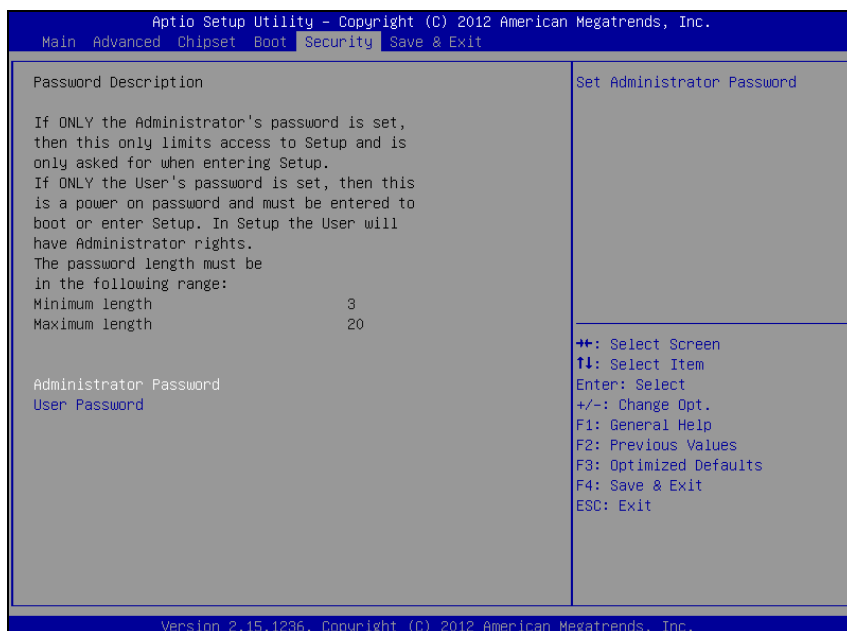 Aptio Setup Utility – Copyright (C) 2012 American Megatrends, Inc.
Main Advanced Chipset Boot Security Save & Exit
Password Description
If ONLY the Administrator's password is set,
then this only limits access to Setup and is
only asked for when entering Setup.
If ONLY the User's password is set, then this
is a power on password and must be entered to
boot or enter Setup. In Setup the User will
have Administrator rights.
The password length must be
in the following range:
Minimum length 3
Maximum length 20
Administrator Password
User Password
Set Administrator Password
→←: Select Screen
↑↓: Select Item
Enter: Select
+/-: Change Opt.
F1: General Help
F2: Previous Values
F3: Optimized Defaults
F4: Save & Exit
ESC: Exit
Version 2.15.1236. Copyright (C) 2012 American Megatrends, Inc.